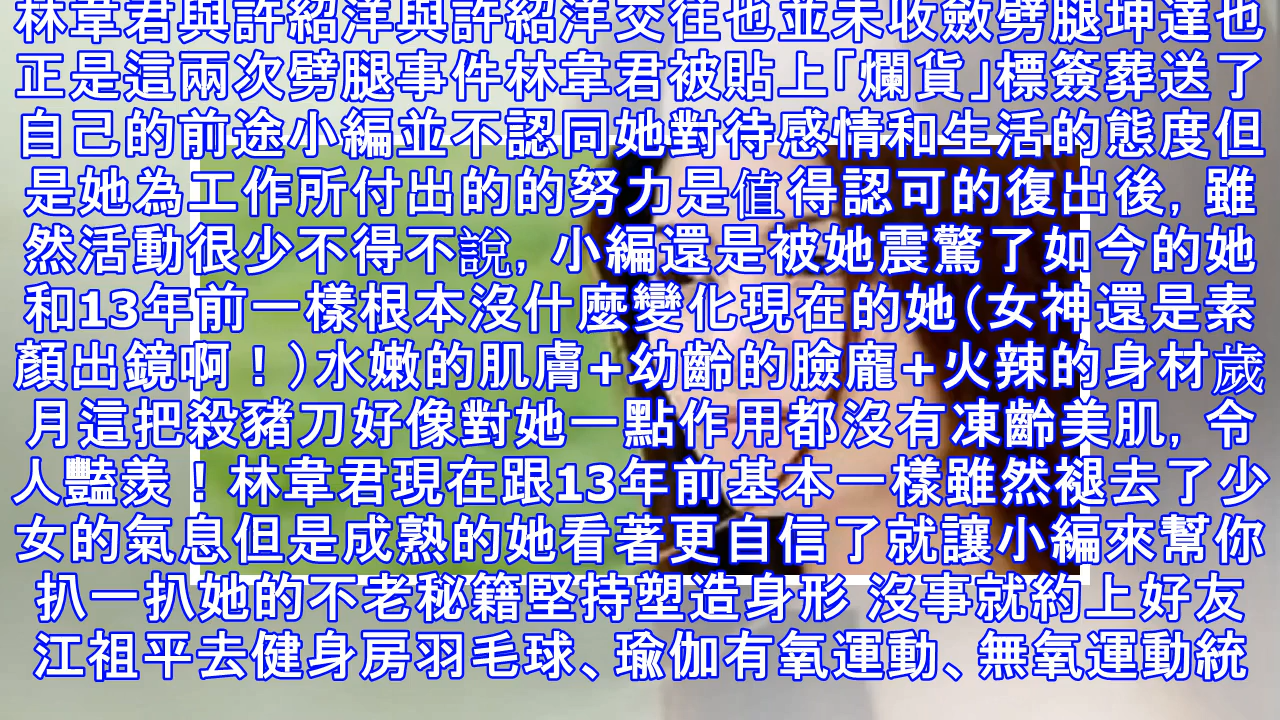 林韋君與許紹洋與許紹洋交往也並未收斂劈腿坤達也
正是這兩次劈腿事件林韋君被貼上「爛貨」標簽葬送了
自己的前途小編並不認同她對待感情和生活的態度但
是她為工作所付出的的努力是值得認可的復出後,雖
然活動很少不得不說,小編還是被她震驚了如今的她
和13年前一樣根本沒什麼變化現在的她(女神還是素
顏出鏡啊！)水嫩的肌膚+幼齡的臉龐+火辣的身材歲
月這把殺豬刀好像對她一點作用都沒有凍齡美肌,令
人豔羨！林韋君現在跟13年前基本一樣雖然褪去了少
女的氣息但是成熟的她看著更自信了就讓小編來幫你
扒一扒她的不老秘籍堅持塑造身形 沒事就約上好友
江祖平去健身房羽毛球、瑜伽有氧運動、無氧運動統